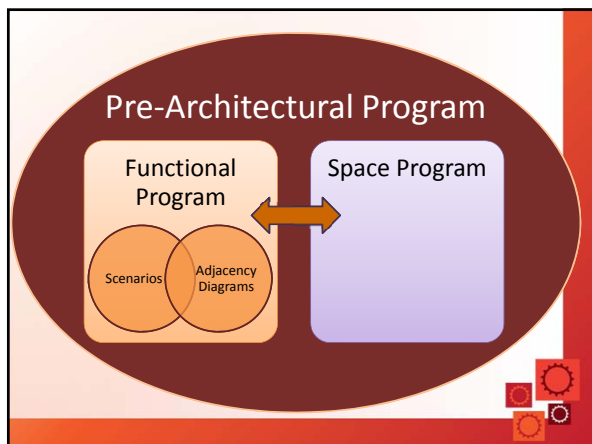 Pre-Architectural Program
Functional
Program
Space Program
Scenarios
Adjacency
Diagrams